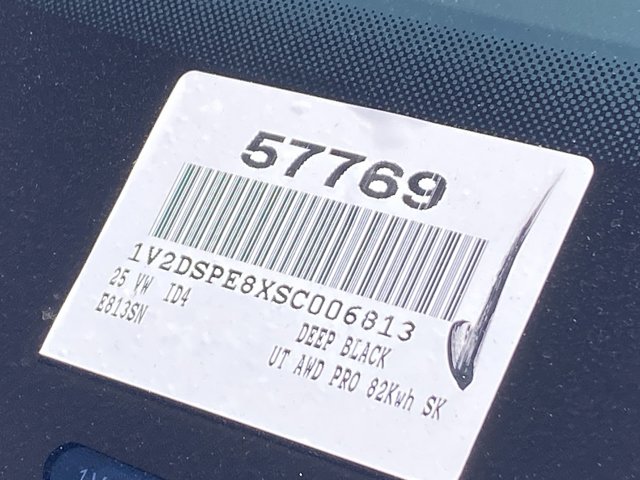 57769
1V2DSPE8XSC006813
25 VW ID4
DEEP BLACK
E813SN
UT AWD PRO 82Kwh SK